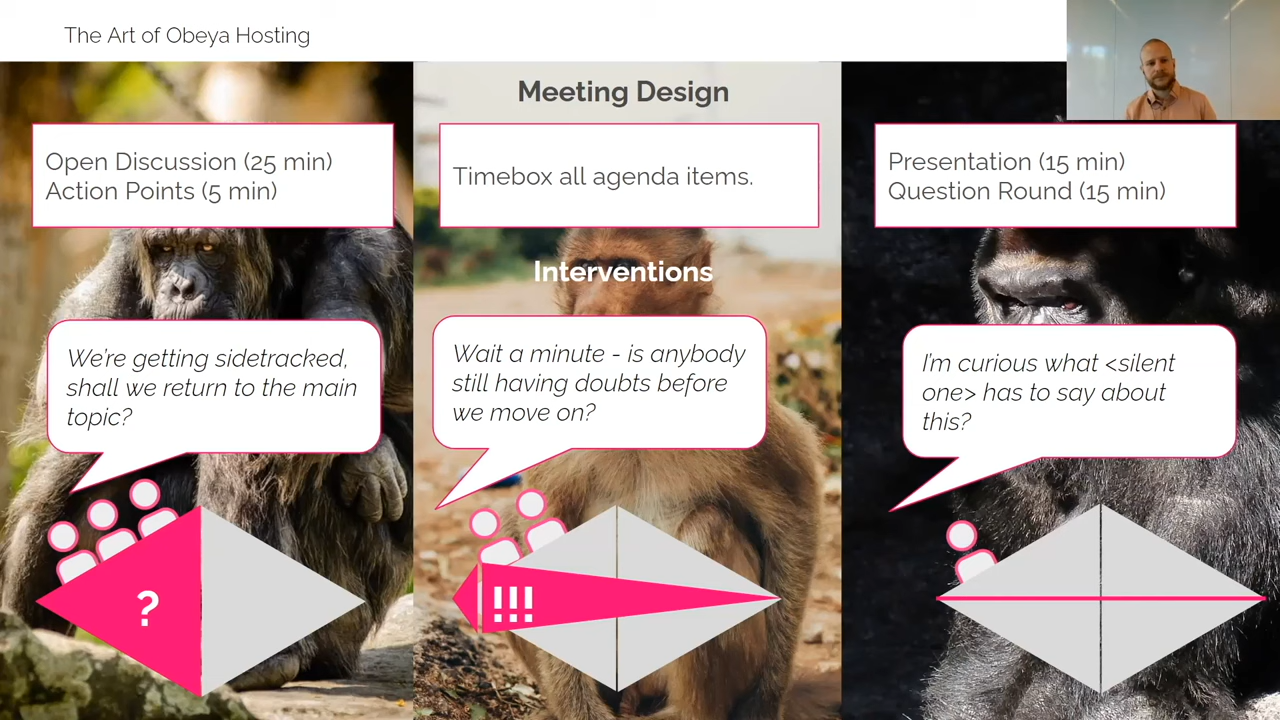 The Art of Obeya Hosting
Meeting Design
Open Discussion (25 min)
Action Points (5 min)
Timebox all agenda items.
Presentation (15 min)
Question Round (15 min)
Interventions
We're getting sidetracked,
shall we return to the main
topic?
Wait a minute - is anybody
still having doubts before
we move on?
I'm curious what <silent
one> has to say about
this?
?
!!!